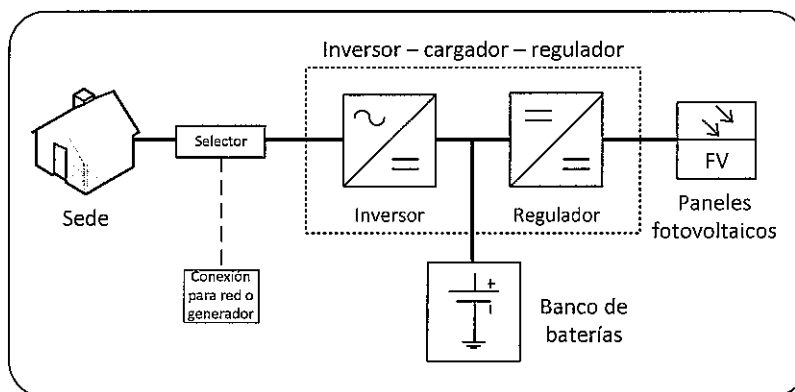 Inversor – cargador – regulador
Selector
FV
Sede
Inversor
Regulador
Paneles
fotovoltaicos
Conexión
para red o
generador
+
Banco de
baterías